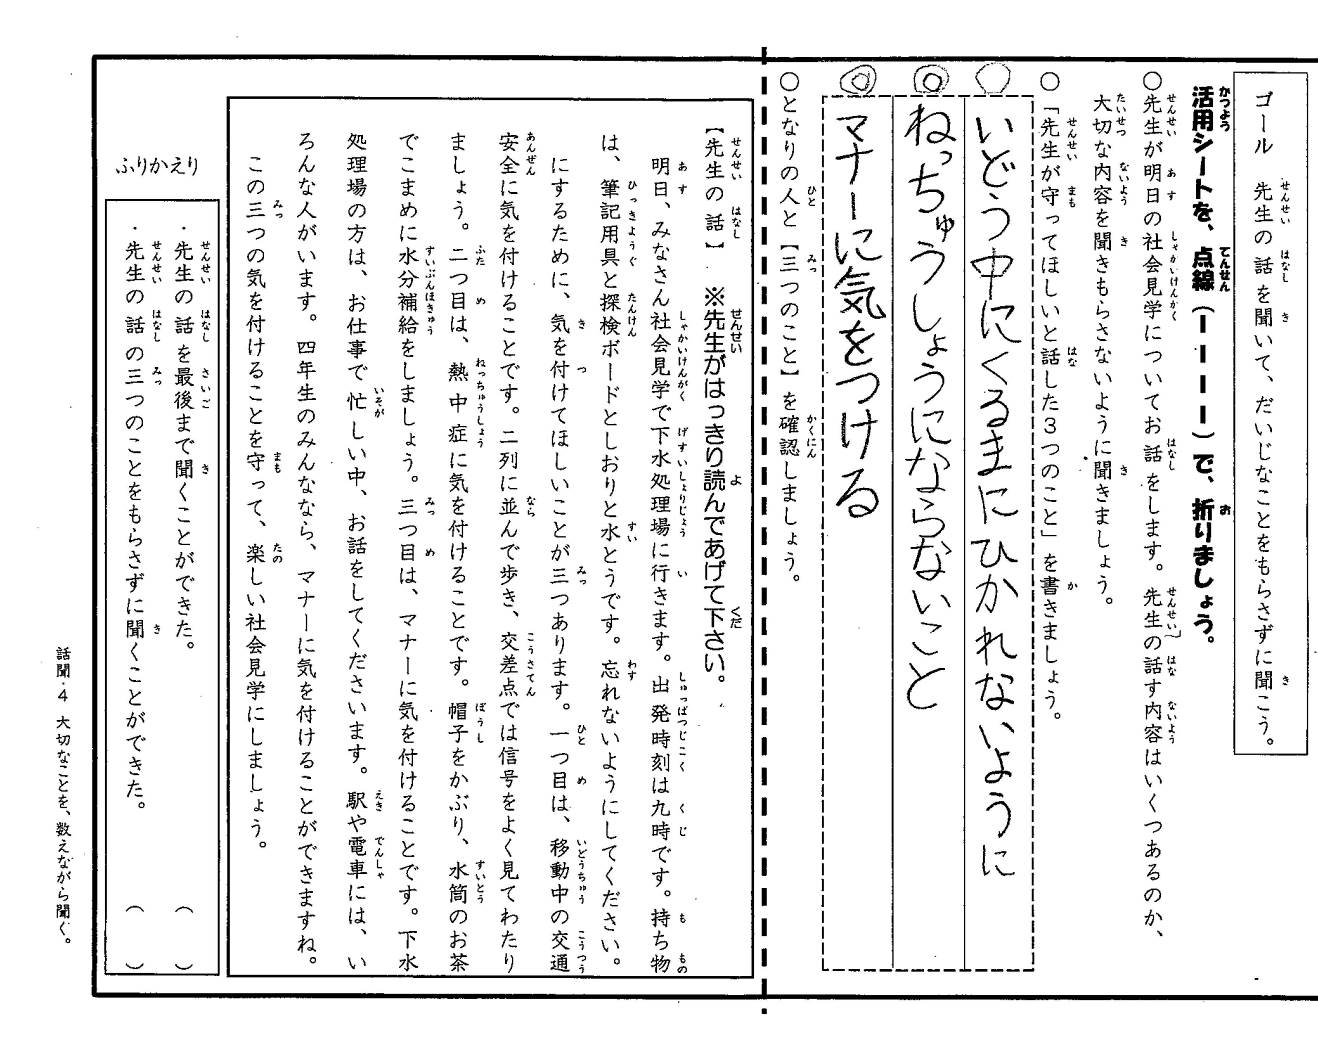 ゴール　先生の話を聞いて、だいじなことをもらさずに聞こう。
活用シートを、点線（ーーーー）で、折りましょう。
○先生が明日の社会見学についてお話をします。先生の話す内容はいくつあるのか、
大切な内容を聞きもらさないように聞きましょう。
○「先生が守ってほしいと話した３つのこと」を書きましょう。
いどう中にくるまにひかれないように
ねっちゅうしょうにならないこと
マナーに気をつける
○となりの人と【三つのこと】を確認しましょう。
【先生の話】　※先生がはっきり読んであげて下さい。
明日、みなさん社会見学で下水処理場に行きます。出発時刻は九時です。持ち物
は、筆記用具と探検ボードとしおりと水とうです。忘れないようにしてください。
にするために、気を付けてほしいことが三つあります。一つ目は、移動中の交通
安全に気を付けることです。二列に並んで歩き、交差点では信号をよく見てわたり
ましょう。二つ目は、熱中症に気を付けることです。帽子をかぶり、水筒のお茶
でこまめに水分補給をしましょう。三つ目は、マナーに気を付けることです。下水
処理場の方は、お仕事で忙しい中、お話をしてくださいます。駅や電車には、い
ろんな人がいます。四年生のみんななら、マナーに気を付けることができますね。
この三つの気を付けることを守って、楽しい社会見学にしましょう。
ふりかえり
・先生の話を最後まで聞くことができた。（　）
・先生の話の三つのことをもらさずに聞くことができた。（　）
話聞・４　大切なことを、数えながら聞く。